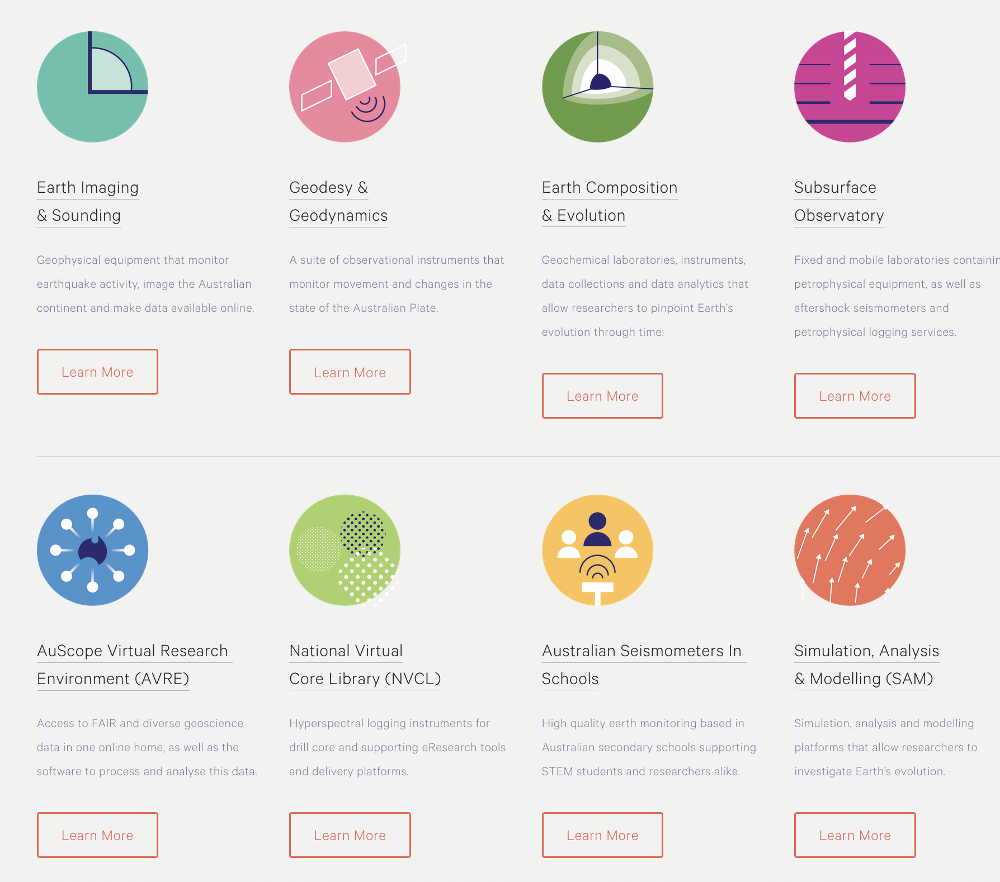 Earth Imaging
& Sounding
Geophysical equipment that monitor
earthquake activity, image the Australian
continent and make data available online.
Learn More
Geodesy &
Geodynamics
A suite of observational instruments that
monitor movement and changes in the
state of the Australian Plate.
Learn More
Earth Composition
& Evolution
Geochemical laboratories, instruments,
data collections and data analytics that
allow researchers to pinpoint Earth’s
evolution through time.
Learn More
Subsurface
Observatory
Fixed and mobile laboratories
petrophysical equipment, as well as
aftershock seismometers and
petrophysical logging services.
Learn More
AuScope Virtual Research
Environment (AVRE)
Access to FAIR and diverse geoscience
data in one online home, as well as the
software to process and analyse this data.
Learn More
National Virtual
Core Library (NVCL)
Hyperspectral logging instruments for
drill core and supporting eResearch tools
and delivery platforms.
Learn More
Australian Seismometers In
Schools
High quality earth monitoring based in
Australian secondary schools supporting
STEM students and researchers alike.
Learn More
Simulation, Analysis
& Modelling (SAM)
Simulation, analysis and modelling
platforms that allow researchers to
investigate Earth’s evolution.
Learn More